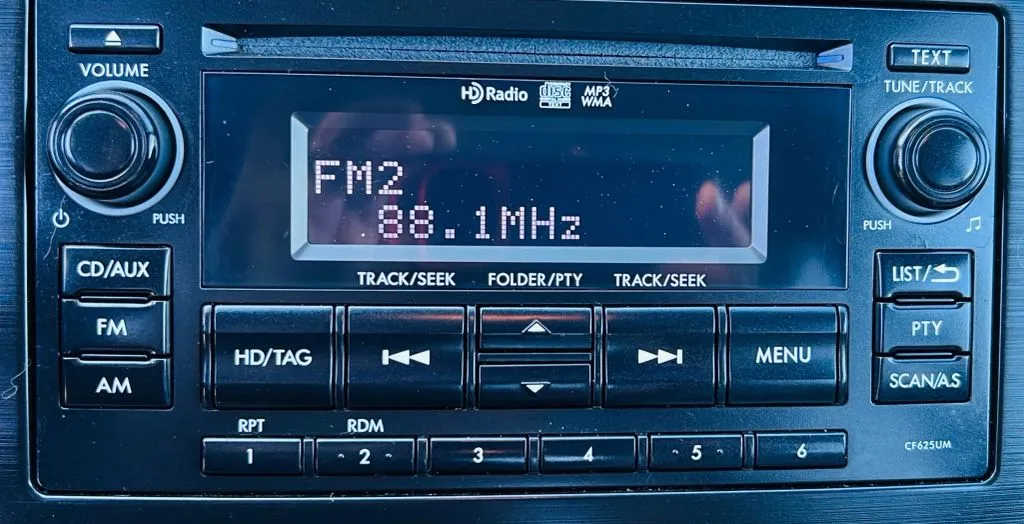 VOLUME
TEXT
TUNE/TRACK
HD Radio
disc
MP3
WMA
FM2
88.1MHz
PUSH
PUSH
TRACK/SEEK
FOLDER/PTY
TRACK/SEEK
CD/AUX
LIST/
FM
HD/TAG
MENU
PTY
AM
SCAN/A.S
RPT
RDM
1
2
3
4
5
6
CF625UM